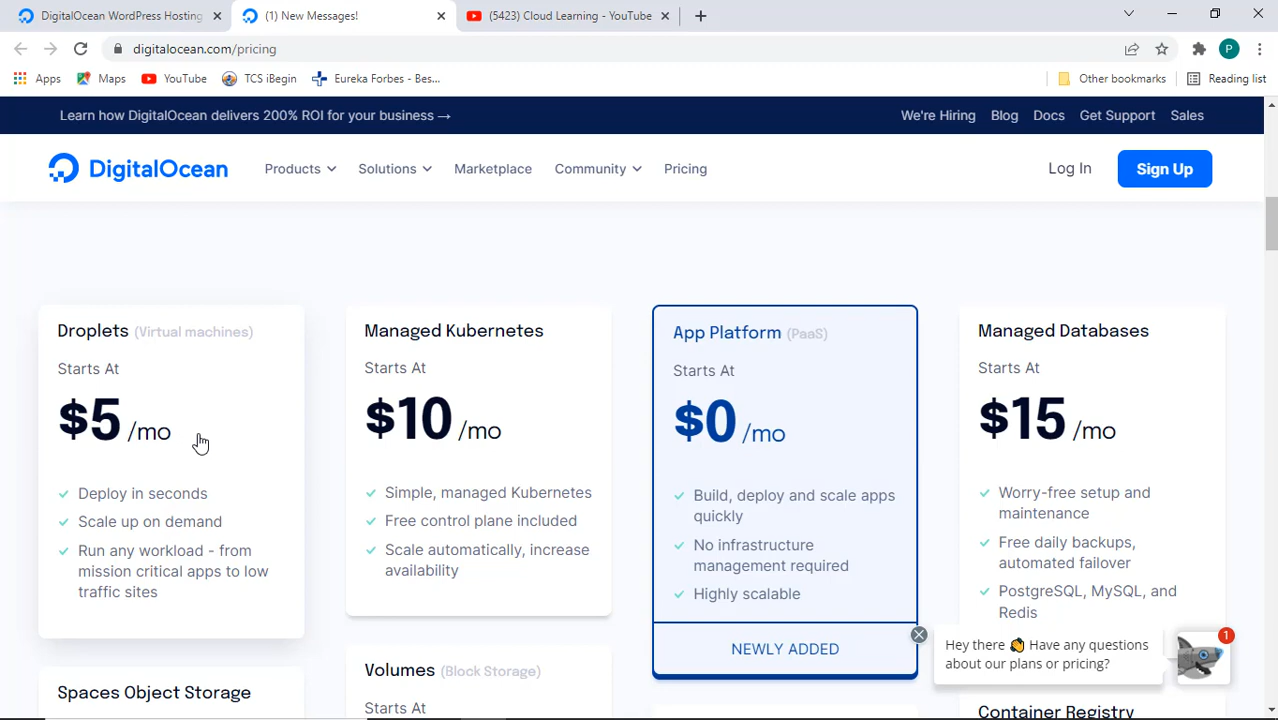 DigitalOcean WordPress Hosting
(1) New Messages!
(5423) Cloud Learning - YouTube
digitalocean.com/pricing
P
Apps
Maps
YouTube
TCS iBegin
Eureka Forbes - Bes...
Other bookmarks
Reading list
Learn how DigitalOcean delivers 200% ROI for your business →
We're Hiring
Blog
Docs
Get Support
Sales
DigitalOcean
Products
Solutions
Marketplace
Community
Pricing
Log In
Sign Up
Droplets (Virtual machines)
Starts At
$5 /mo
Deploy in seconds
Scale up on demand
Run any workload - from
mission critical apps to low
traffic sites
Managed Kubernetes
Starts At
$10 /mo
Simple, managed Kubernetes
Free control plane included
Scale automatically, increase
availability
App Platform (PaaS)
Starts At
$0 /mo
Build, deploy and scale apps
quickly
No infrastructure
management required
Highly scalable
NEWLY ADDED
Managed Databases
Starts At
$15 /mo
Worry-free setup and
maintenance
Free daily backups,
automated failover
PostgreSQL, MySQL, and
Redis
Hey there 👋 Have any questions
about our plans or pricing?
1
Spaces Object Storage
Volumes (Block Storage)
Starts At
Container Registry